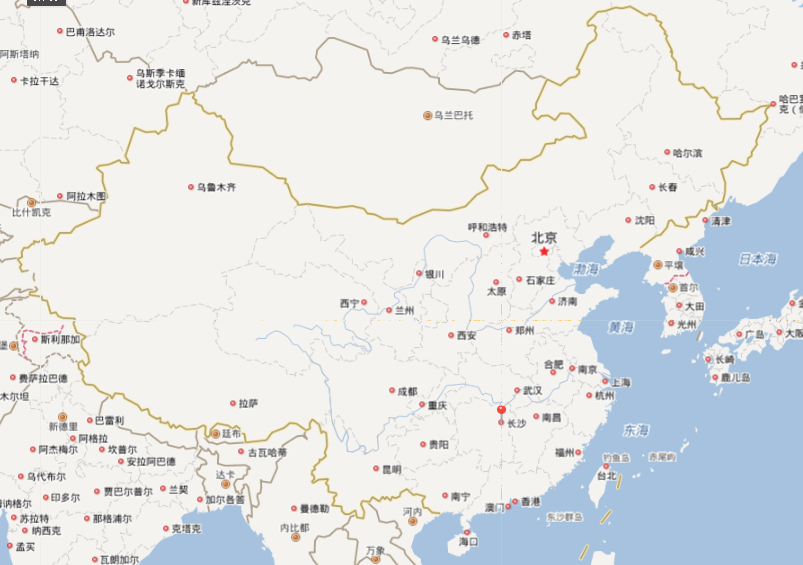 巴甫洛达尔
乌兰乌德
赤塔
阿斯塔纳
卡拉干达
乌斯季卡缅
诺戈尔斯克
哈巴罗
克（伯
乌兰巴托
哈尔滨
乌鲁木齐
长春
阿拉木图
比什凯克
沈阳
清津
呼和浩特
北京
咸兴
日本海
平壤
渤海
银川
石家庄
太原
首尔
西宁
兰州
济南
大田
光州
黄海
西安
郑州
广岛
大阪
斯利那加
堡
长崎
合肥
南京
鹿儿岛
费萨拉巴德
上海
木尔坦
成都
武汉
杭州
拉萨
重庆
新德里
巴雷利
长沙
南昌
东海
廷布
阿格拉
贵阳
阿杰梅尔
坎普尔
古瓦哈蒂
福州
钓鱼岛
赤尾屿
安拉阿巴德
昆明
台北
乌代布尔
达卡
印多尔
贾巴尔普尔
兰契
加尔各答
南宁
香港
澳门
曼德勒
河内
东沙群岛
苏拉特
那格浦尔
纳西克
克塔克
内比都
海口
孟买
万象
瓦朗加尔